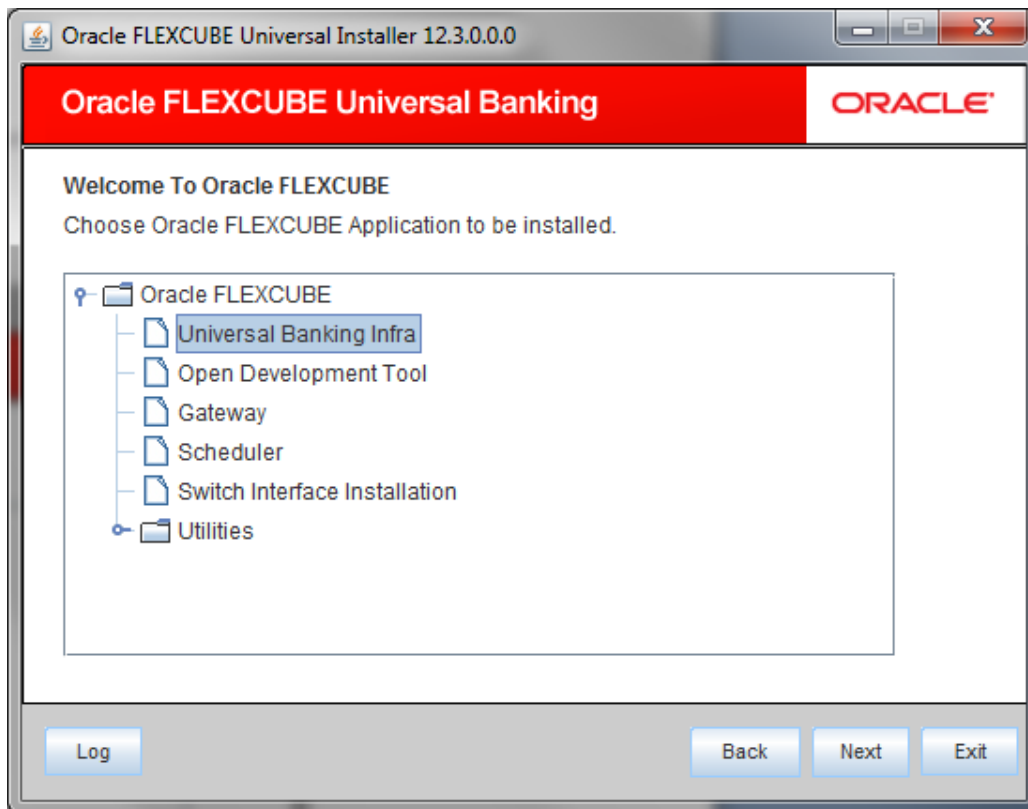 Oracle FLEXCUBE Universal Installer 12.3.0.0.0
Oracle FLEXCUBE Universal Banking
ORACLE
Welcome To Oracle FLEXCUBE
Choose Oracle FLEXCUBE Application to be installed.
Oracle FLEXCUBE
Universal Banking Infra
Open Development Tool
Gateway
Scheduler
Switch Interface Installation
Utilities
Log
Back
Next
Exit